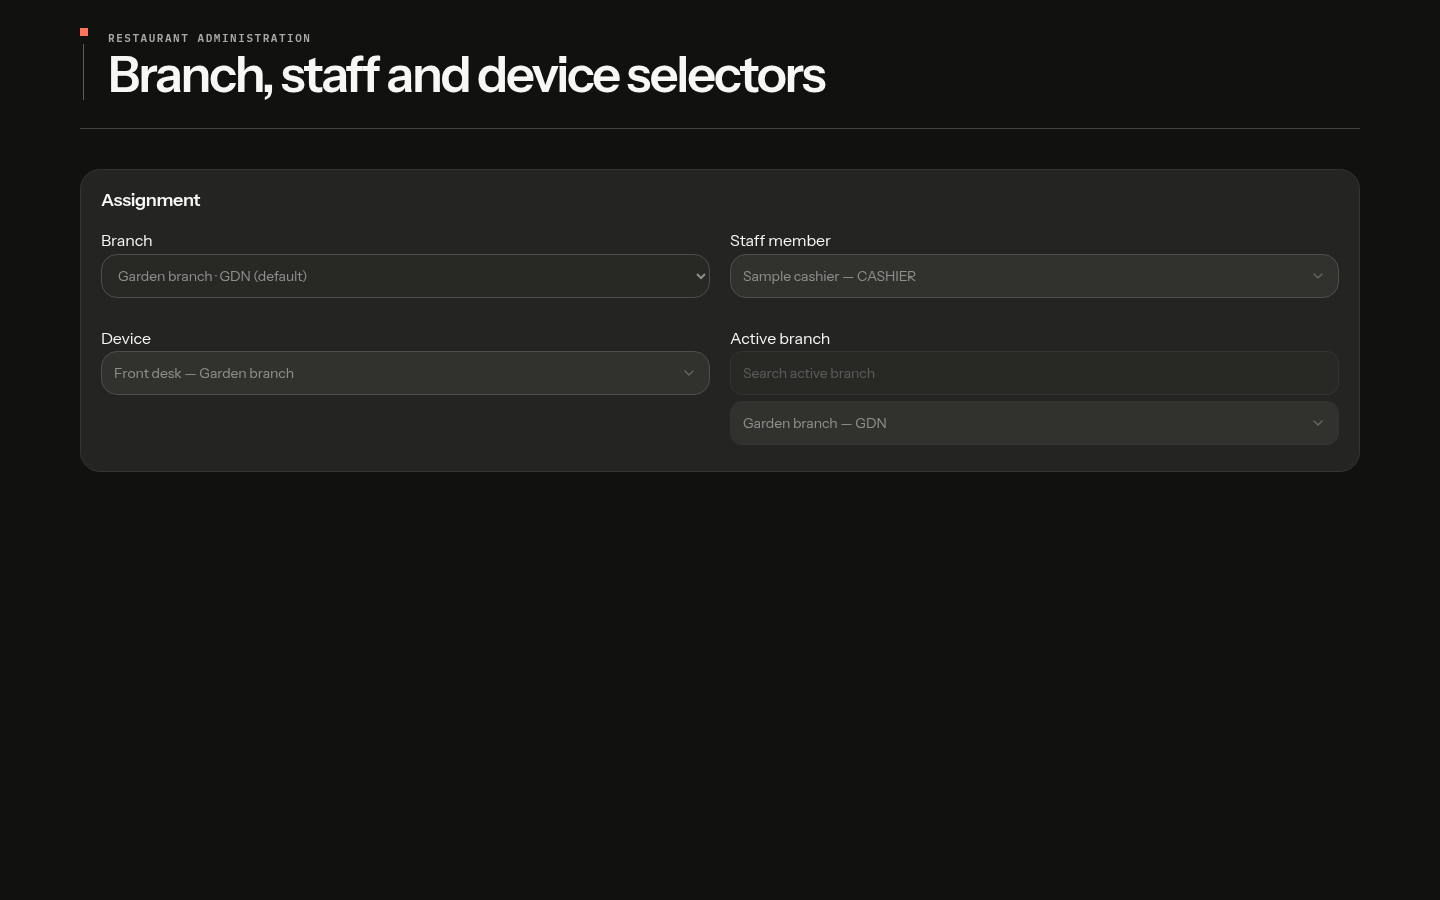 RESTAURANT ADMINISTRATION
Branch, staff and device selectors
Assignment
Branch
Garden branch · GDN (default)
Staff member
Sample cashier — CASHIER
Device
Front desk — Garden branch
Active branch
Search active branch
Garden branch — GDN